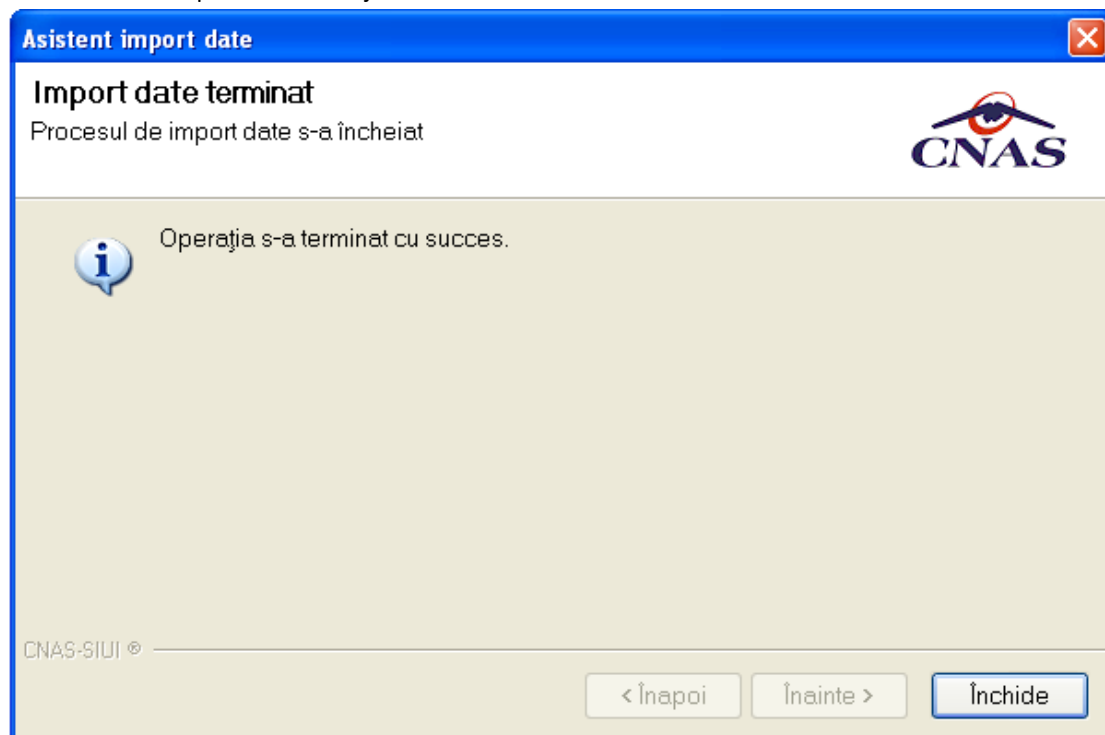 Asistent import date
Import date terminat
Procesul de import date s-a încheiat
CNAS
Operaţia s-a terminat cu succes.
CNAS-SIUI ®
< Înapoi
Înainte >
Închide